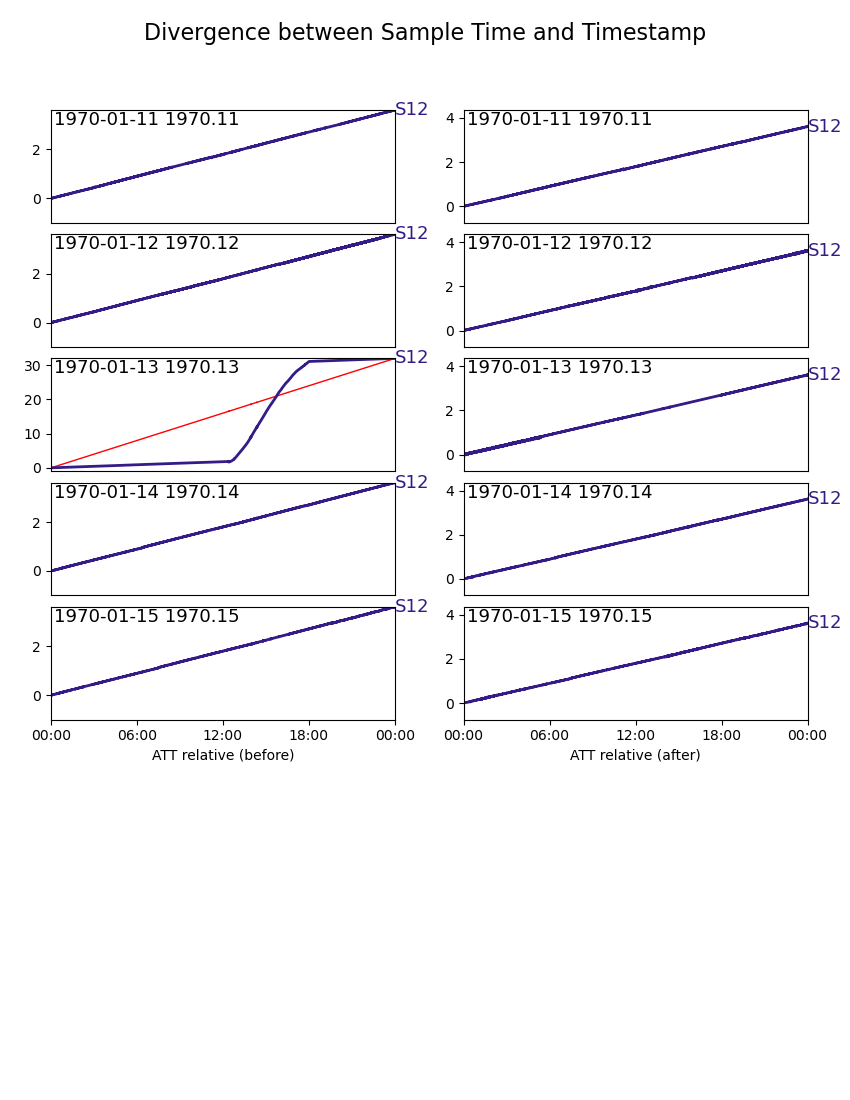 Divergence between Sample Time and Timestamp
1970-01-11 1970.11
S12
2
0
1970-01-11 1970.11
S12
4
2
0
1970-01-12 1970.12
S12
2
0
1970-01-12 1970.12
S12
4
2
0
1970-01-13 1970.13
S12
30
20
10
0
1970-01-13 1970.13
S12
4
2
0
1970-01-14 1970.14
S12
2
0
1970-01-14 1970.14
S12
4
2
0
1970-01-15 1970.15
S12
2
0
00:00 06:00 12:00 18:00 00:00
ATT relative (before)
1970-01-15 1970.15
S12
4
2
0
00:00 06:00 12:00 18:00 00:00
ATT relative (after)